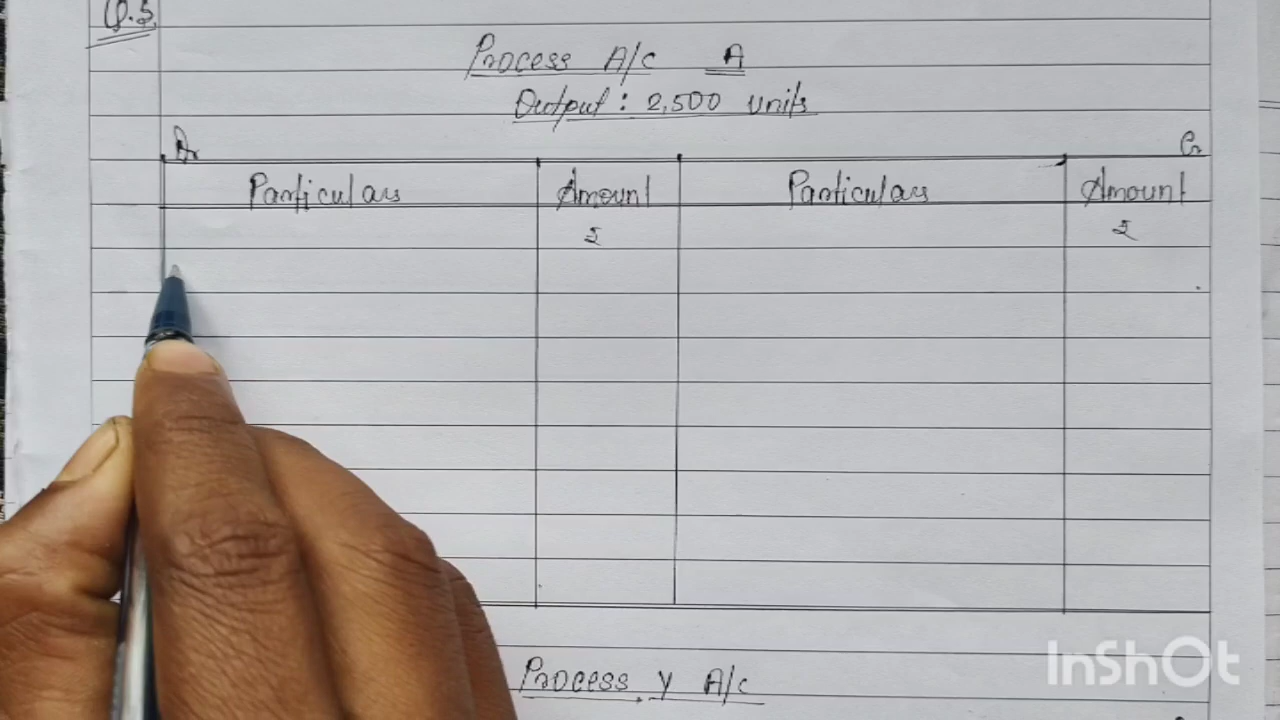 Q.5
Process A/c A
Output : 2,500 units
Dr Cr
Particulars Amount Particulars Amount
₹ ₹
Process Y A/c
InShOt